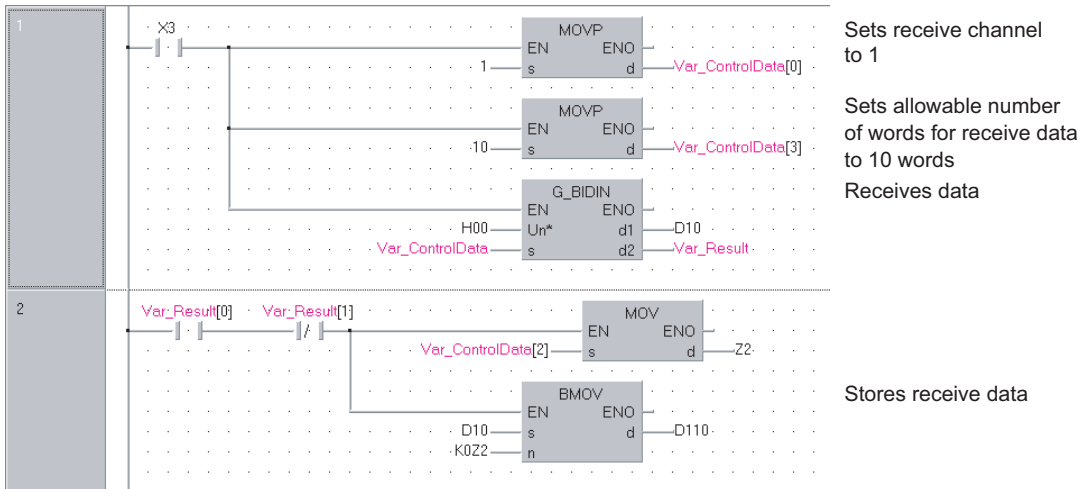 1
X3
MOVP
EN ENO
1 s d Var_ControlData[0]
Sets receive channel
to 1
MOVP
EN ENO
10 s d Var_ControlData[3]
Sets allowable number
of words for receive data
to 10 words
G_BIDIN
EN ENO
H00 Un* d1 D10
Var_ControlData s d2 Var_Result
Receives data
2
Var_Result[0] Var_Result[1]
MOV
EN ENO
Var_ControlData[2] s d Z2
BMOV
EN ENO
D10 s d D110
K0Z2 n
Stores receive data